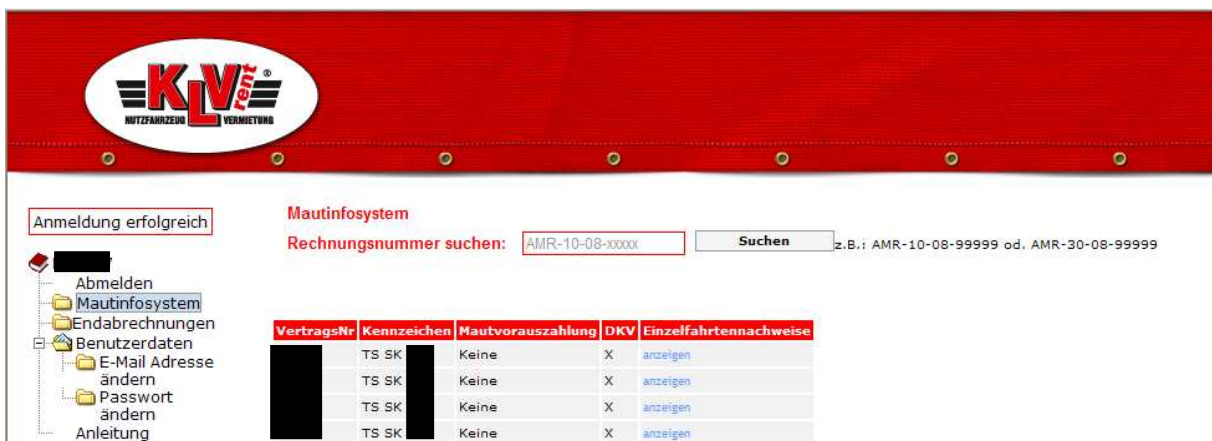 KLV rent ®
NUTZFAHRZEUG VERMIETUNG
Anmeldung erfolgreich
Abmelden
Mautinfosystem
Endabrechnungen
Benutzerdaten
E-Mail Adresse
ändern
Passwort
ändern
Anleitung
Mautinfosystem
Rechnungsnummer suchen: AMR-10-08-xxxxx Suchen z.B.: AMR-10-08-99999 od. AMR-30-08-99999
VertragsNr Kennzeichen Mautvorauszahlung DKV Einzelfahrtennachweise
TS SK Keine X anzeigen
TS SK Keine X anzeigen
TS SK Keine X anzeigen
TS SK Keine X anzeigen